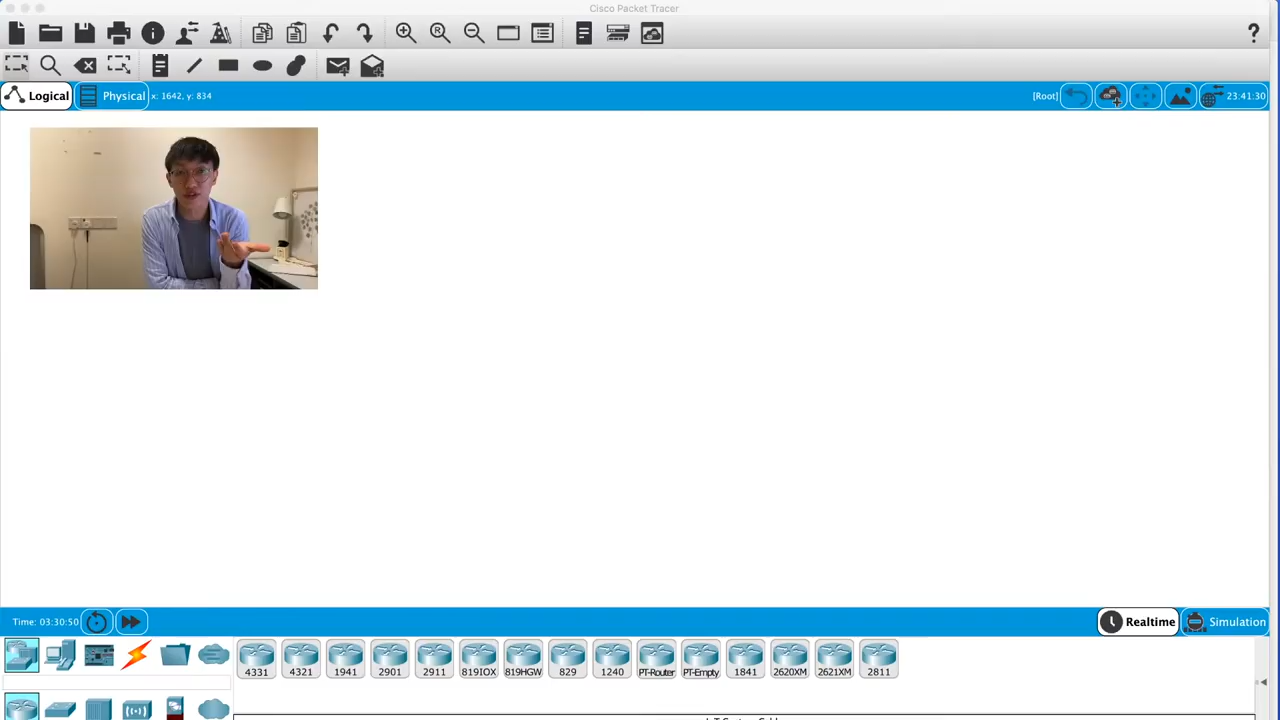 Cisco Packet Tracer
?
Logical
Physical
x: 1642, y: 834
[Root]
23:41:30
Time: 03:30:50
Realtime
Simulation
4331 4321 1941 2901 2911 819IOX 819HGW 829 1240 PT-Router PT-Empty 1841 2620XM 2621XM 2811